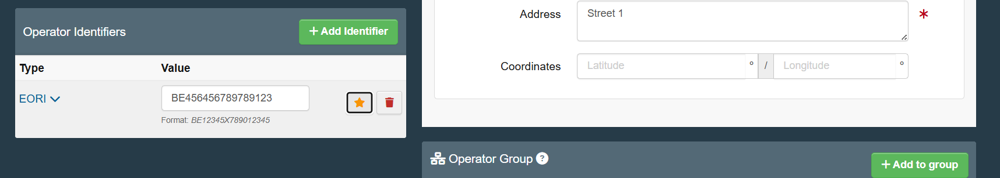 Operator Identifiers
+ Add Identifier
Type Value
EORI BE456456789789123
Format: BE12345X789012345
Address Street 1 *
Coordinates Latitude ° / Longitude °
Operator Group ?
+ Add to group